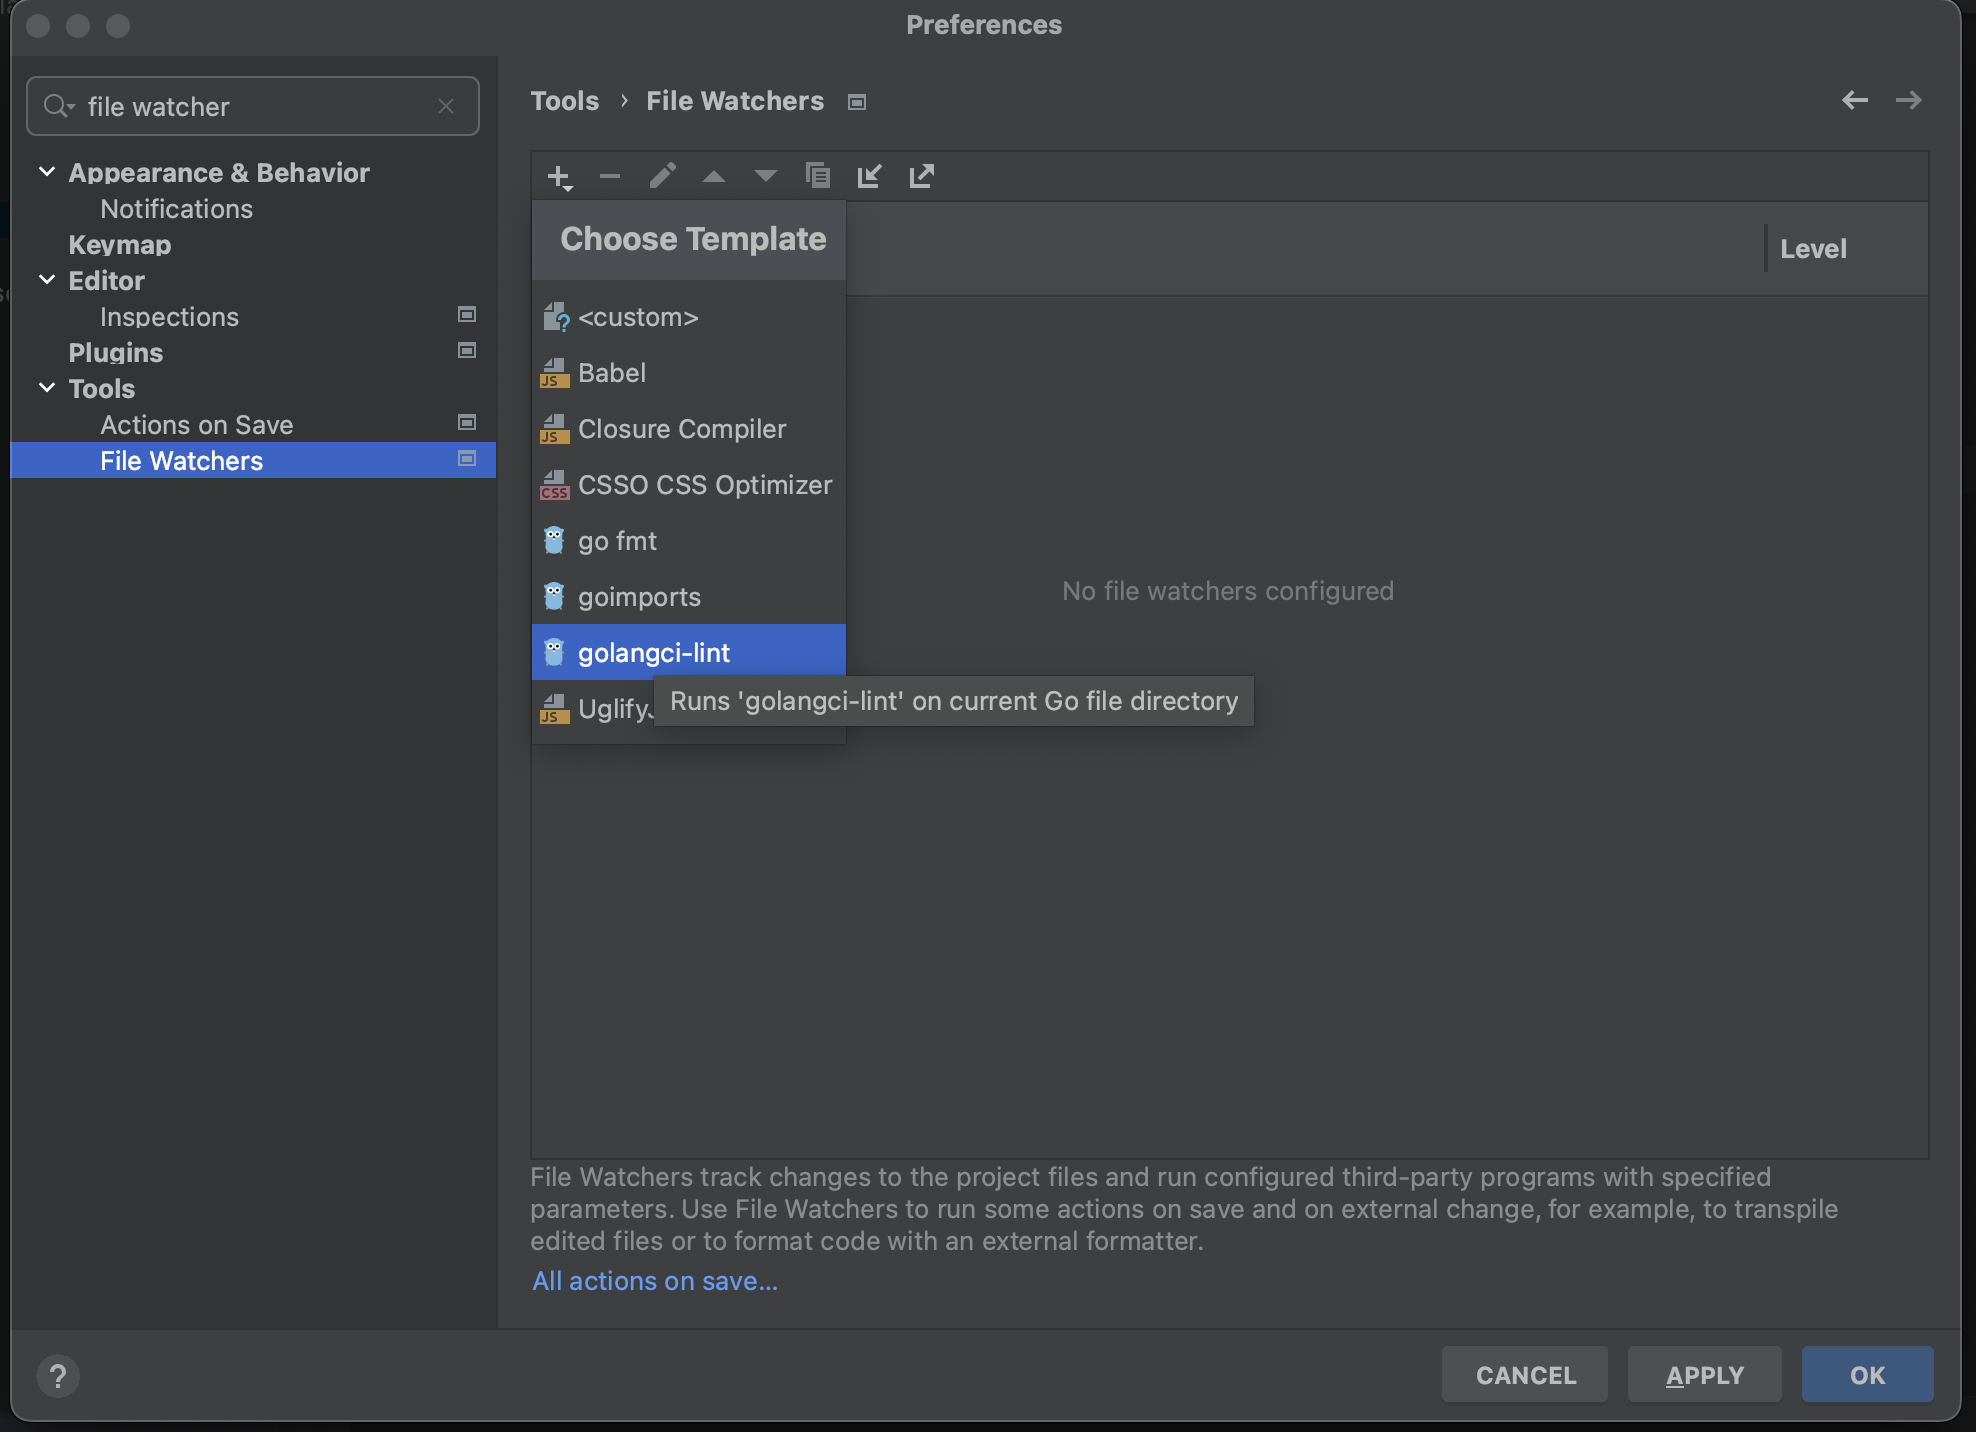 Preferences
file watcher
Appearance & Behavior
Notifications
Keymap
Editor
Inspections
Plugins
Tools
Actions on Save
File Watchers
Tools › File Watchers
Choose Template
Level
<custom>
JS Babel
JS Closure Compiler
CSS CSSO CSS Optimizer
go fmt
goimports
golangci-lint
JS
Runs 'golangci-lint' on current Go file directory
No file watchers configured
File Watchers track changes to the project files and run configured third-party programs with specified
parameters. Use File Watchers to run some actions on save and on external change, for example, to transpile
edited files or to format code with an external formatter.
All actions on save...
?
CANCEL
APPLY
OK